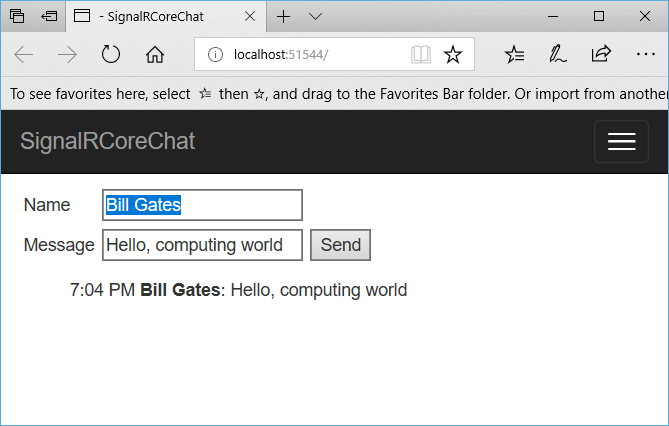 - SignalRCoreChat
localhost:51544/
To see favorites here, select then , and drag to the Favorites Bar folder. Or import from another
SignalRCoreChat
Name Bill Gates
Message Hello, computing world Send
7:04 PM Bill Gates: Hello, computing world